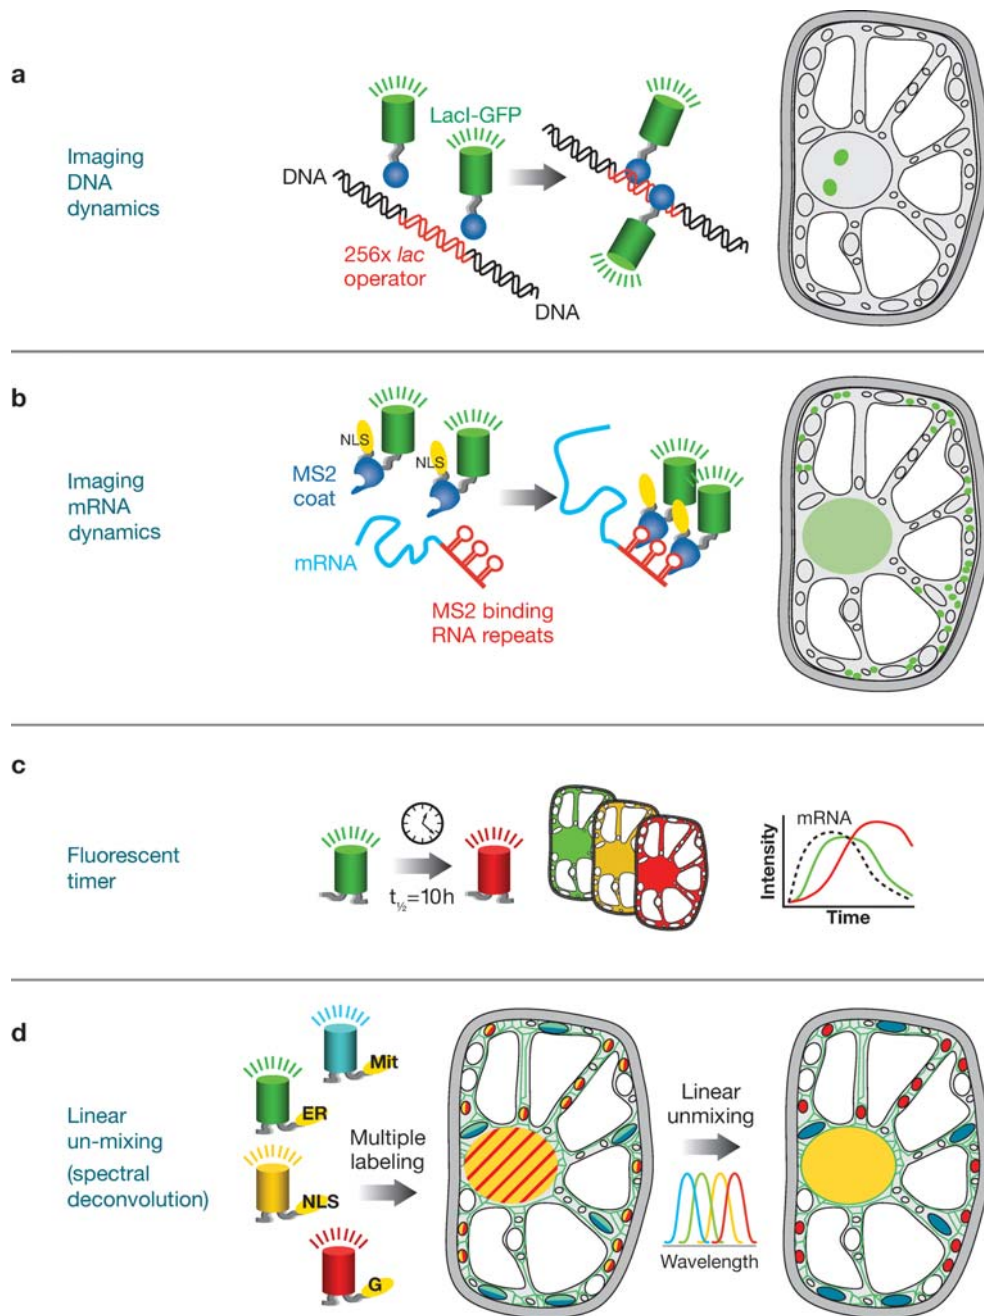 a
Imaging
DNA
dynamics
LacI-GFP
DNA
256x lac
operator
DNA
b
Imaging
mRNA
dynamics
NLS
NLS
MS2
coat
mRNA
MS2 binding
RNA repeats
c
Fluorescent
timer
t½=10h
mRNA
Intensity
Time
d
Linear
un-mixing
(spectral
deconvolution)
Mit
ER
NLS
G
Multiple
labeling
Linear
unmixing
Wavelength